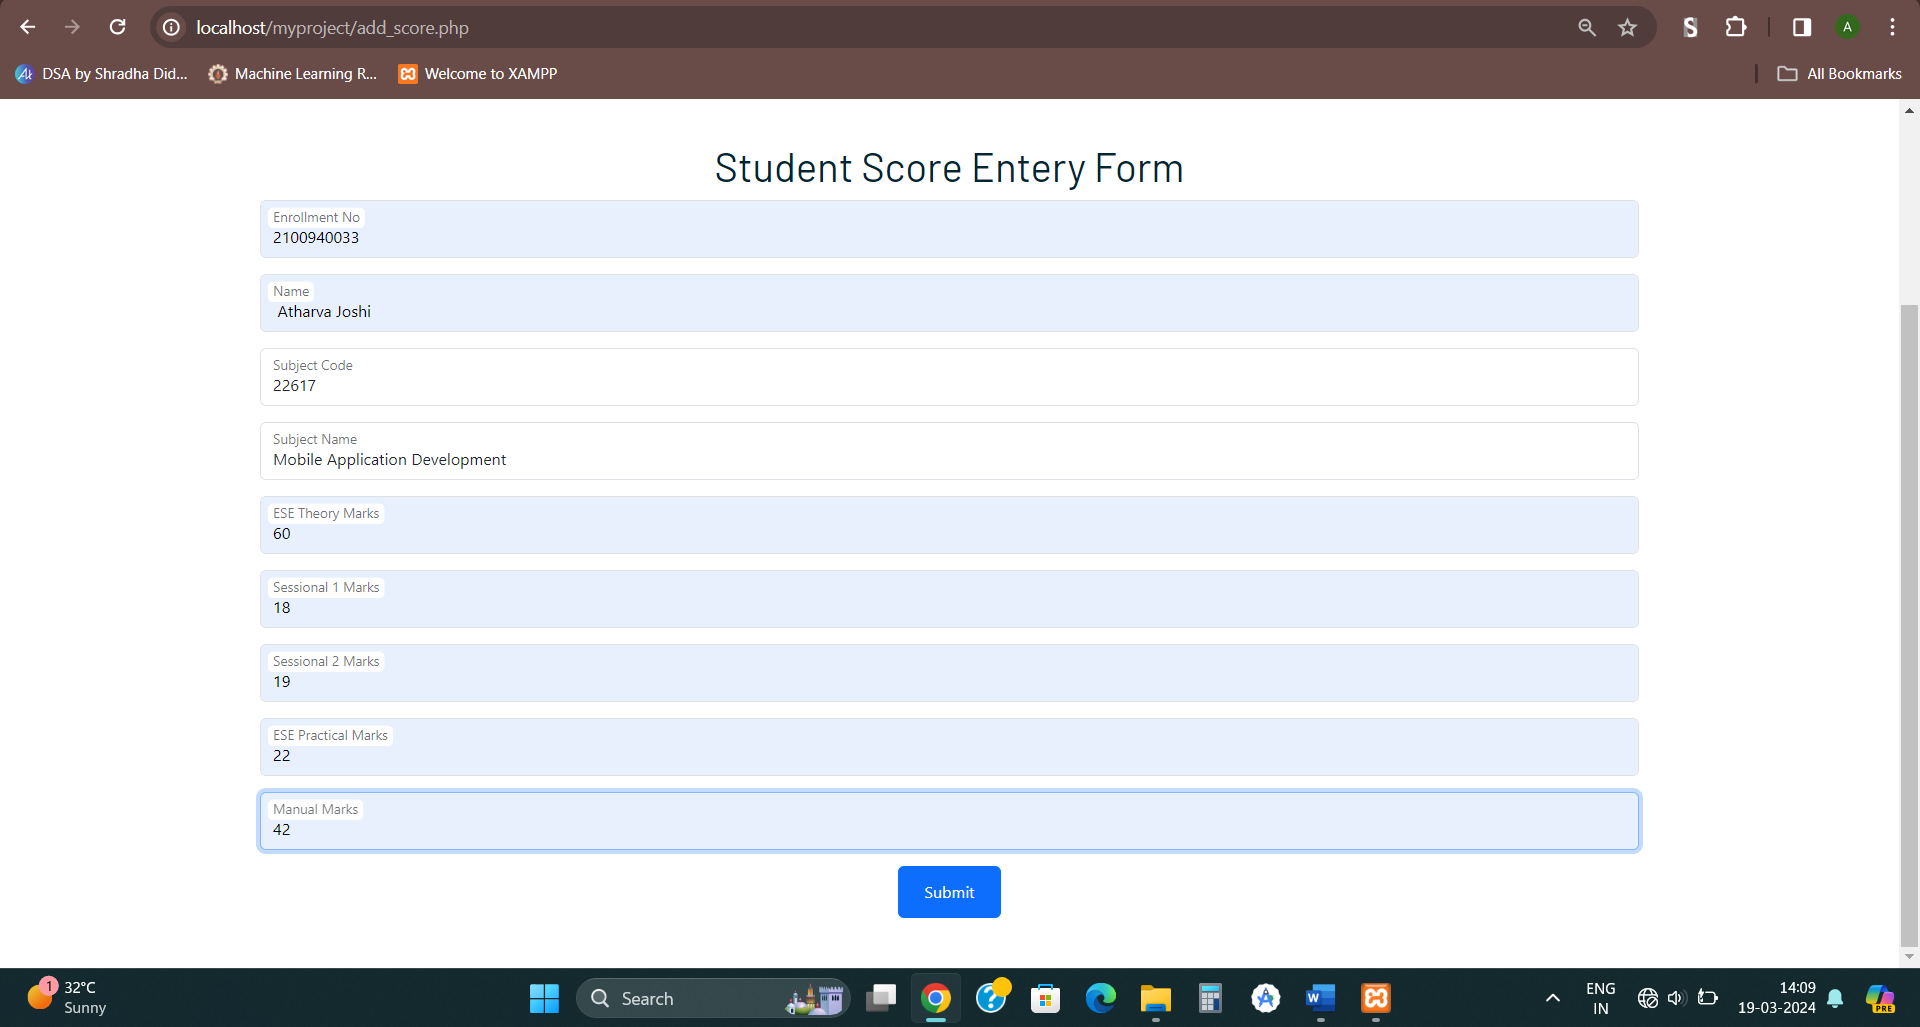 localhost/myproject/add_score.php
A
DSA by Shradha Did...
Machine Learning R...
Welcome to XAMPP
All Bookmarks
Student Score Entery Form
Enrollment No
2100940033
Name
Atharva Joshi
Subject Code
22617
Subject Name
Mobile Application Development
ESE Theory Marks
60
Sessional 1 Marks
18
Sessional 2 Marks
19
ESE Practical Marks
22
Manual Marks
42
Submit
1
32°C
Sunny
Search
ENG
IN
14:09
19-03-2024
PRE